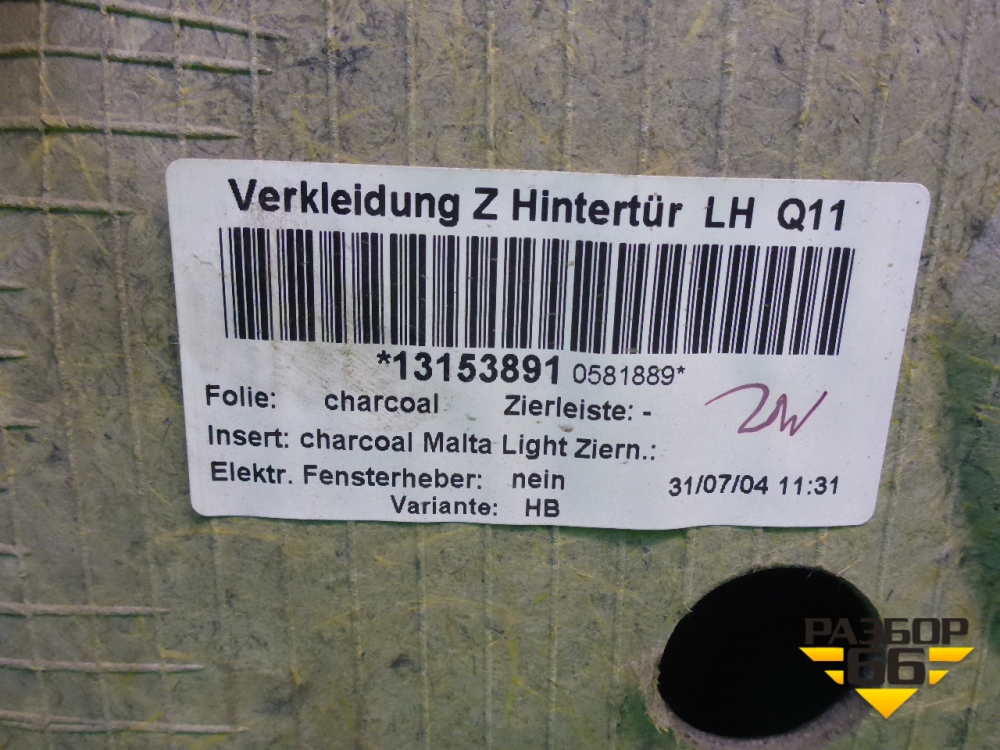 Verkleidung Z Hintertür LH Q11
*13153891 0581889*
Folie: charcoal Zierleiste: -
Insert: charcoal Malta Light Ziern.:
Elektr. Fensterheber: nein 31/07/04 11:31
Variante: HB
РАЗБОР
66